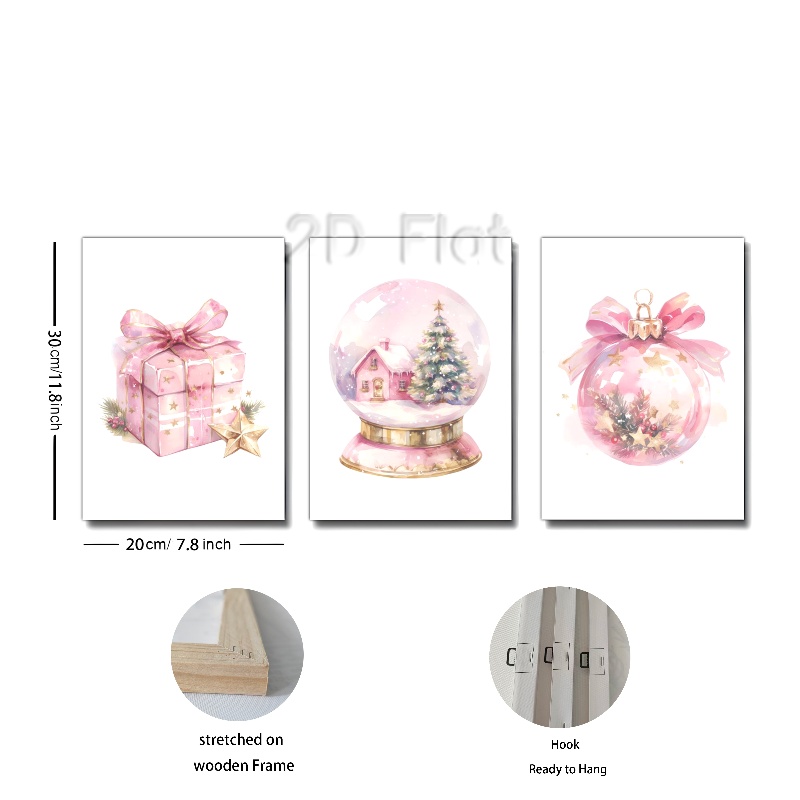 2D Flat
30cm/11.8inch
20cm/ 7.8 inch
stretched on
wooden Frame
Hook
Ready to Hang